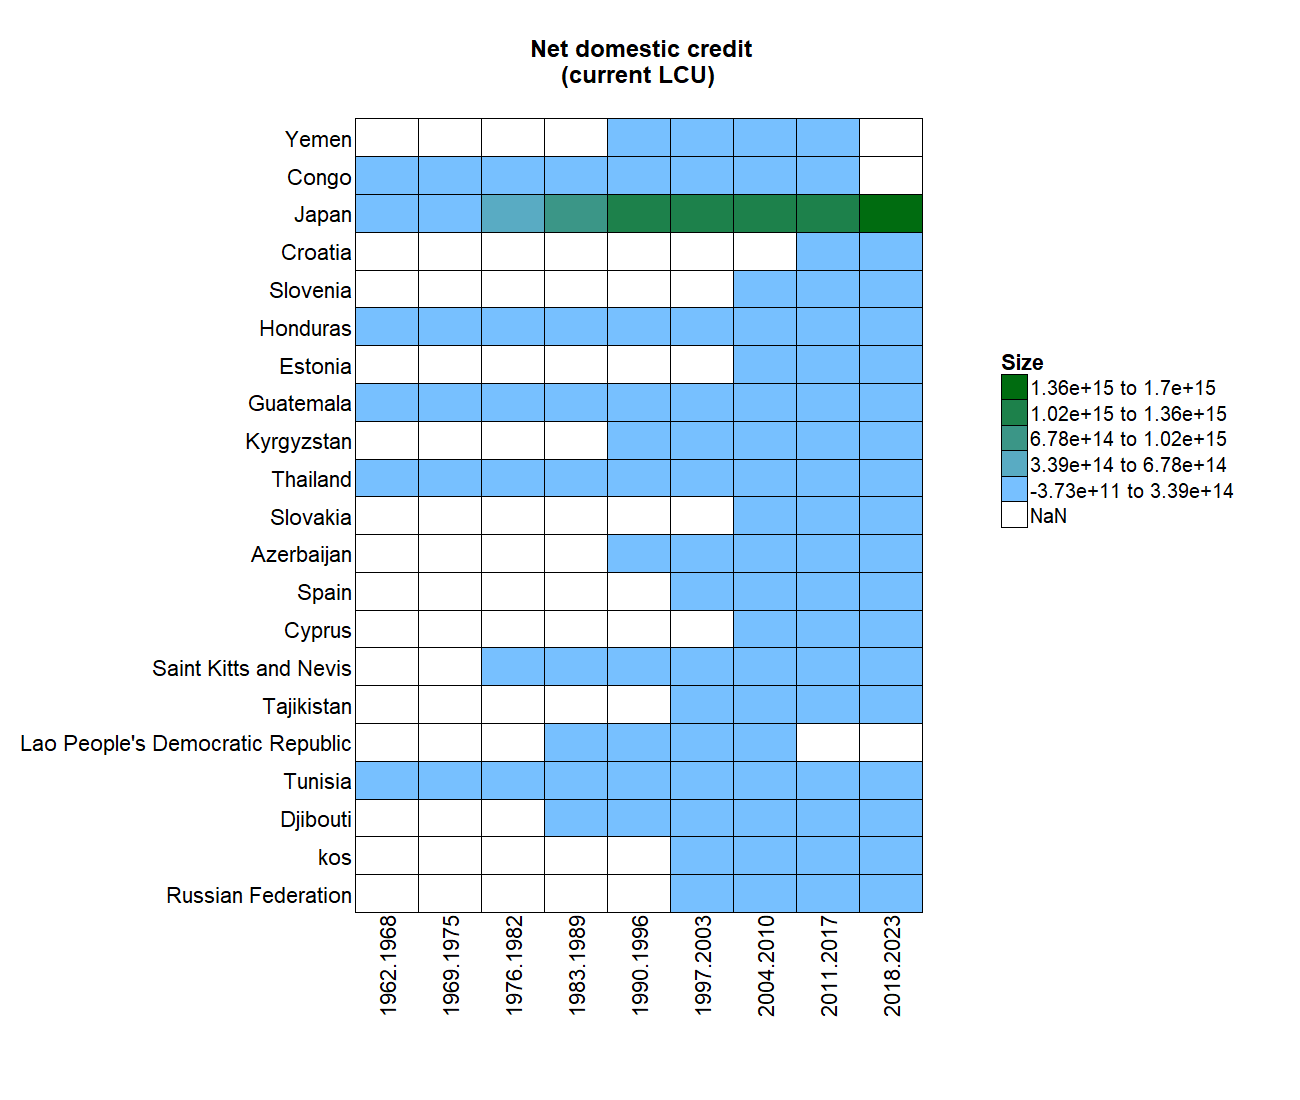 Net domestic credit
(current LCU)
Yemen
Congo
Japan
Croatia
Slovenia
Honduras
Estonia
Guatemala
Kyrgyzstan
Thailand
Slovakia
Azerbaijan
Spain
Cyprus
Saint Kitts and Nevis
Tajikistan
Lao People's Democratic Republic
Tunisia
Djibouti
kos
Russian Federation
1962.1968
1969.1975
1976.1982
1983.1989
1990.1996
1997.2003
2004.2010
2011.2017
2018.2023
Size
1.36e+15 to 1.7e+15
1.02e+15 to 1.36e+15
6.78e+14 to 1.02e+15
3.39e+14 to 6.78e+14
-3.73e+11 to 3.39e+14
NaN